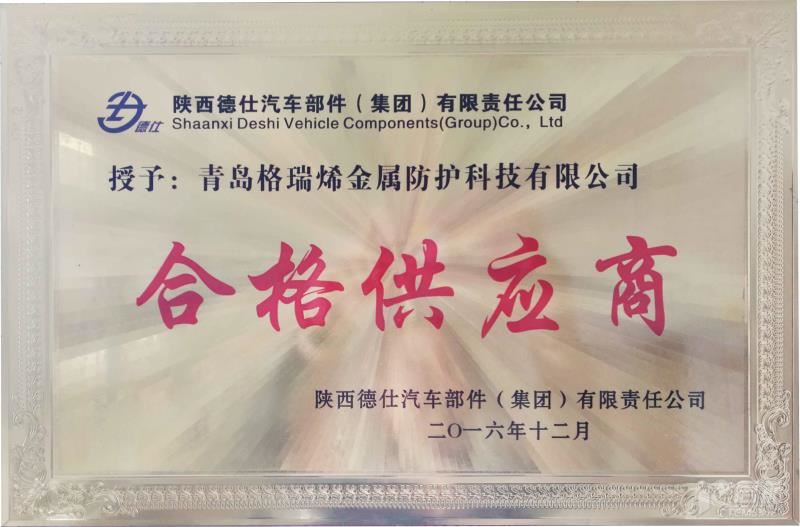 德仕
陕西德仕汽车部件（集团）有限责任公司
Shaanxi Deshi Vehicle Components(Group)Co., Ltd
授予：青岛格瑞烯金属防护科技有限公司
合格供应商
陕西德仕汽车部件（集团）有限责任公司
二〇一六年十二月